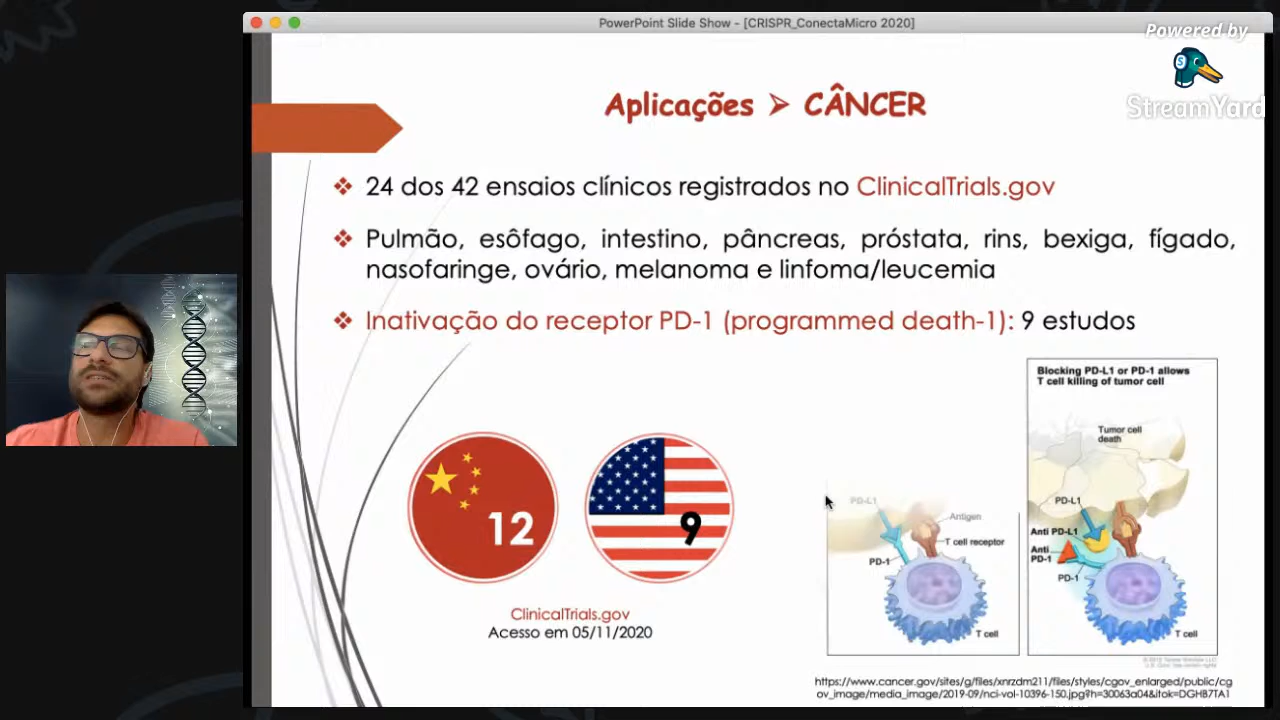 PowerPoint Slide Show - [CRISPR_ConectaMicro 2020]
Powered by
StreamYard
Aplicações ➢ CÂNCER
❖ 24 dos 42 ensaios clínicos registrados no ClinicalTrials.gov
❖ Pulmão, esôfago, intestino, pâncreas, próstata, rins, bexiga, fígado,
nasofaringe, ovário, melanoma e linfoma/leucemia
❖ Inativação do receptor PD-1 (programmed death-1): 9 estudos
12
9
ClinicalTrials.gov
Acesso em 05/11/2020
PD-L1
Antigen
T cell receptor
PD-1
T cell
Blocking PD-L1 or PD-1 allows
T cell killing of tumor cell
Tumor cell
death
PD-L1
Anti PD-L1
Anti
PD-1
PD-1
T cell
https://www.cancer.gov/sites/g/files/xnrzdm211/files/styles/cgov_enlarged/public/cg
ov_image/media_image/2019-09/nci-vol-10396-150.jpg?h=30063a04&itok=DGHB7TA1